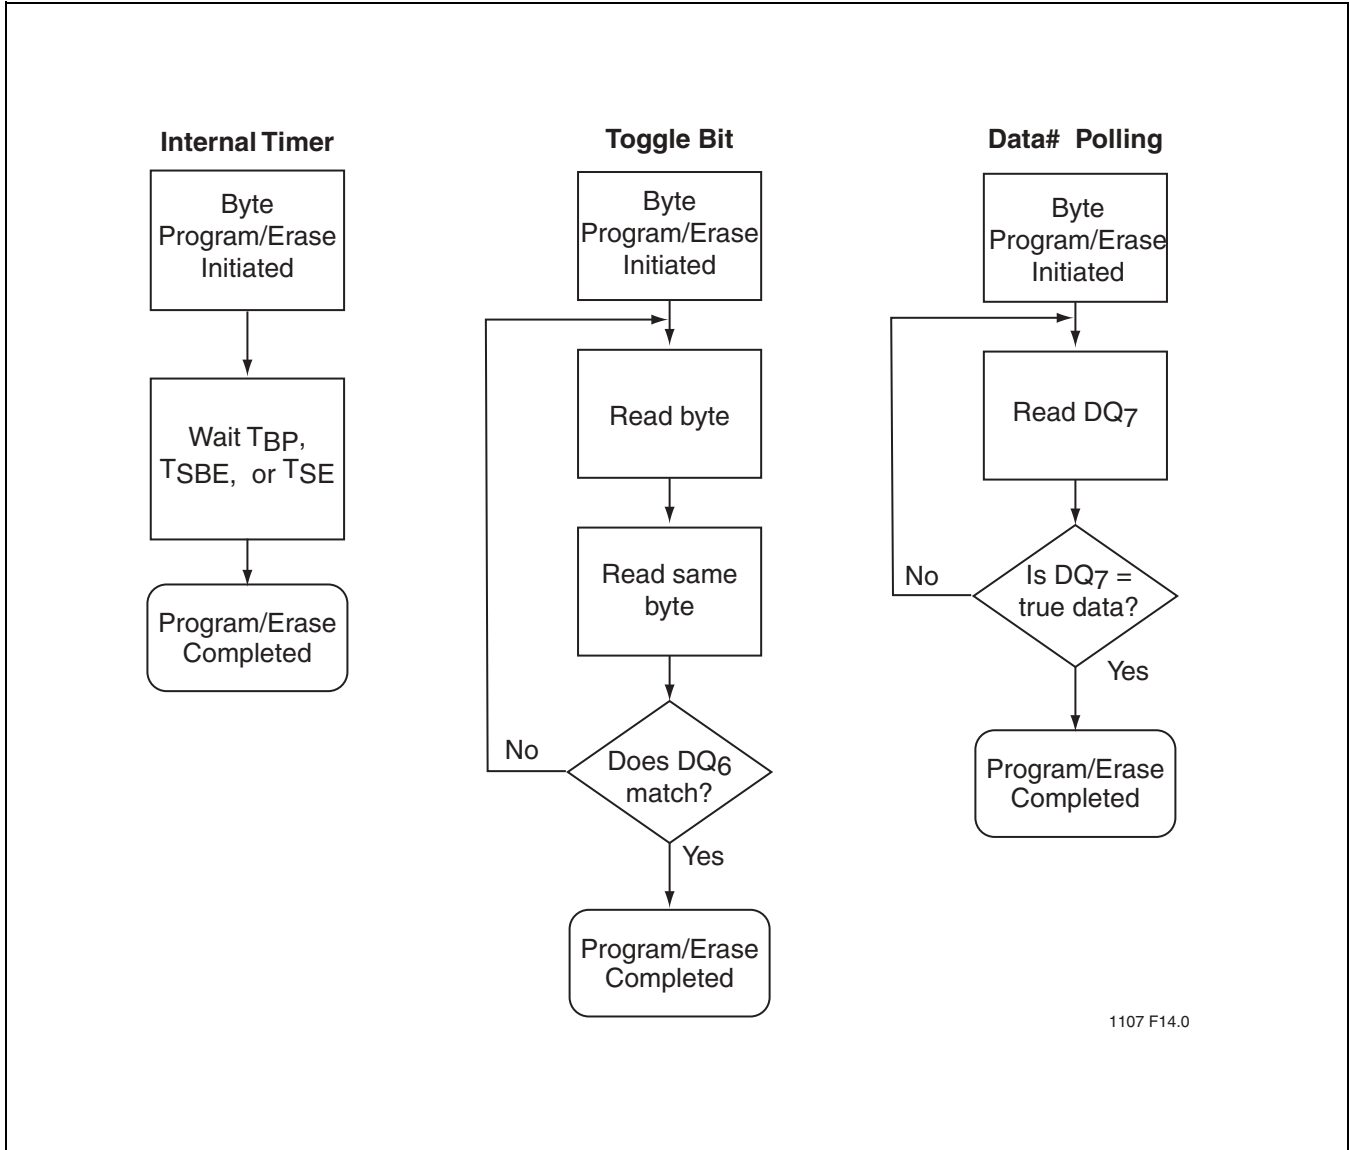 Internal Timer
Byte
Program/Erase
Initiated
Wait TBP,
TSBE, or TSE
Program/Erase
Completed
Toggle Bit
Byte
Program/Erase
Initiated
Read byte
Read same
byte
No
Does DQ6
match?
Yes
Program/Erase
Completed
Data# Polling
Byte
Program/Erase
Initiated
Read DQ7
No
Is DQ7 =
true data?
Yes
Program/Erase
Completed
1107 F14.0